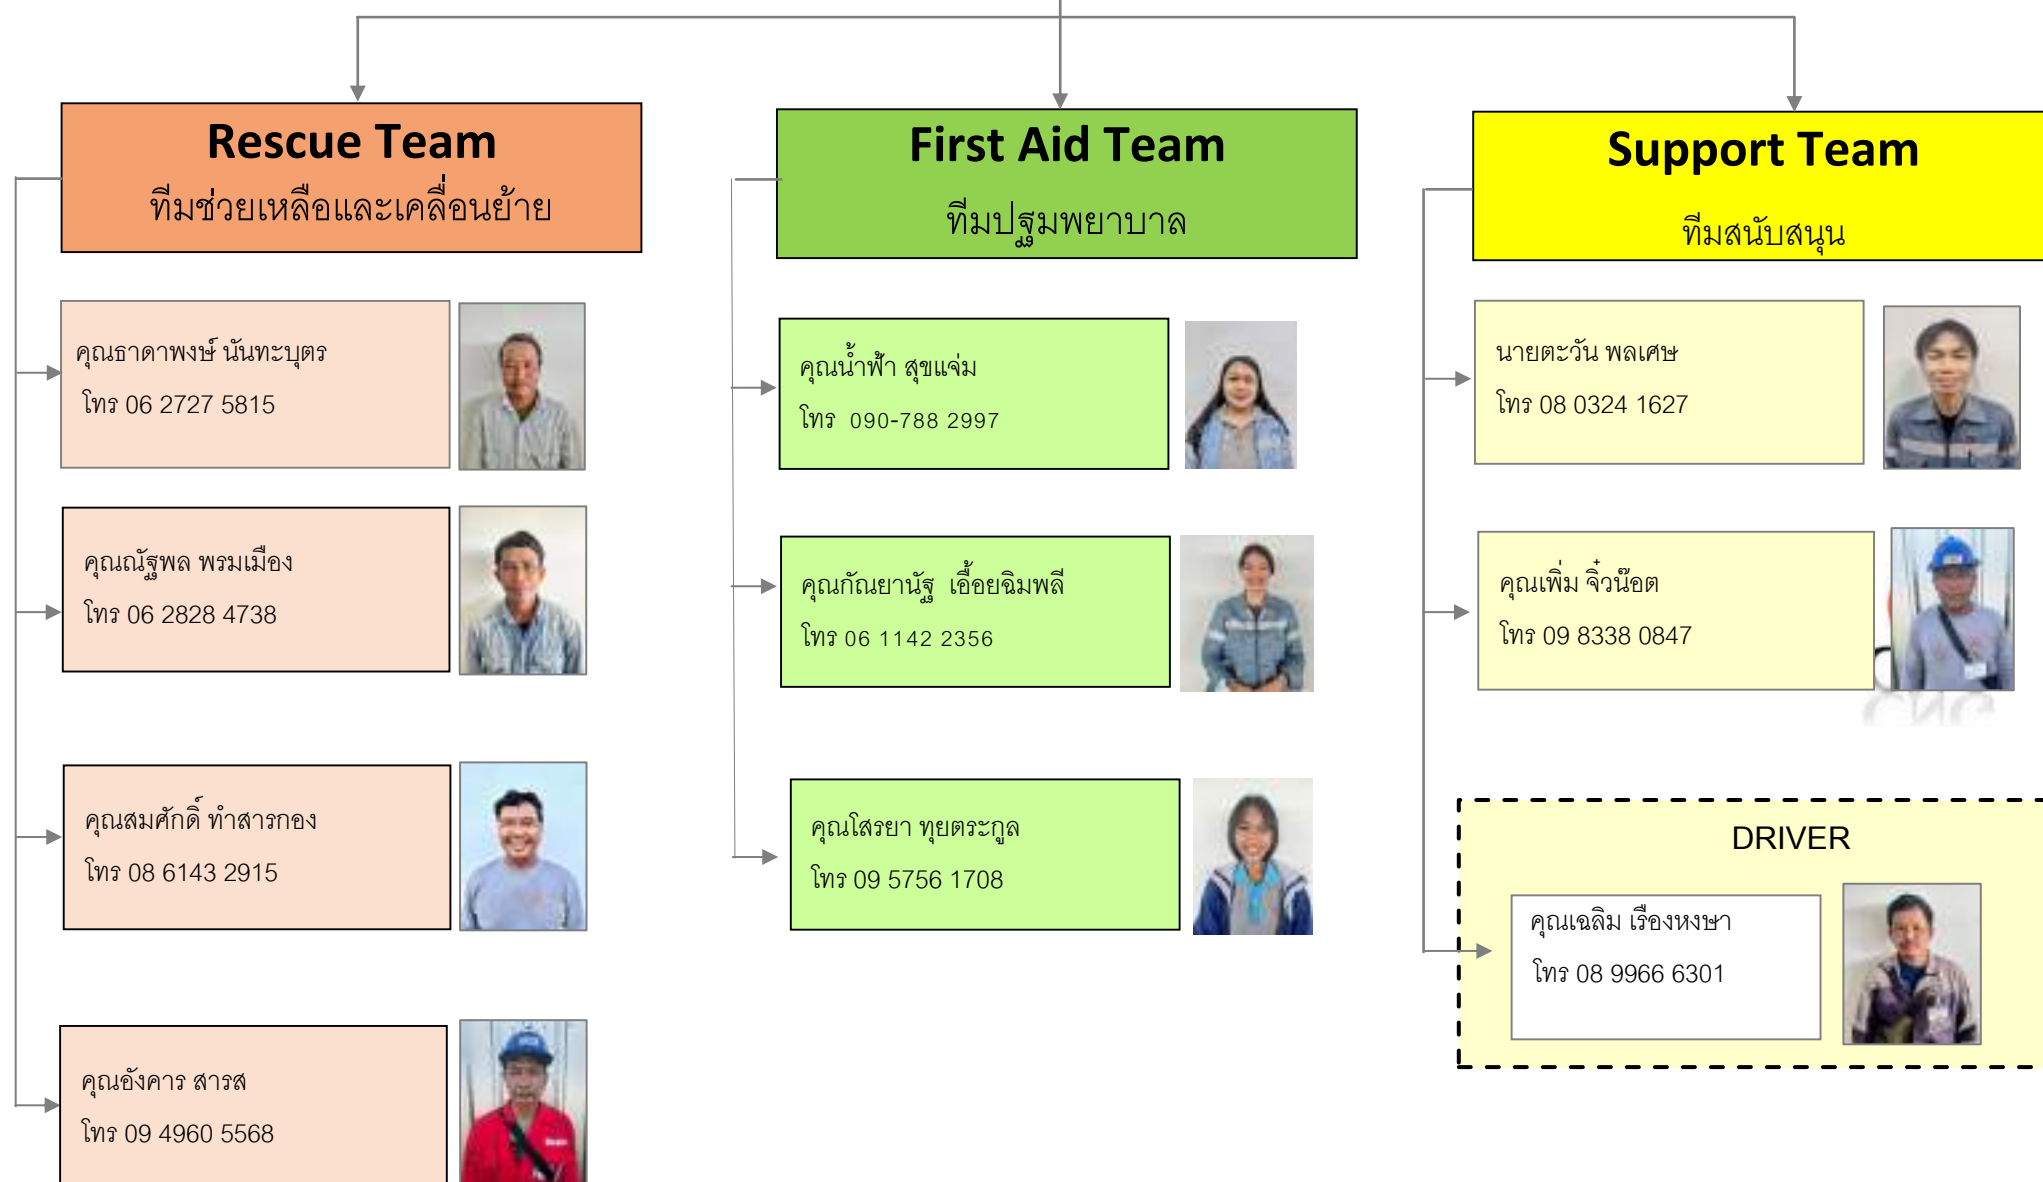 Rescue Team
ทีมช่วยเหลือและเคลื่อนย้าย
คุณธาดาพงษ์ นันทะบุตร
โทร 06 2727 5815
คุณณัฐพล พรมเมือง
โทร 06 2828 4738
คุณสมศักดิ์ ทำสารกอง
โทร 08 6143 2915
คุณอังคาร สารส
โทร 09 4960 5568
First Aid Team
ทีมปฐมพยาบาล
คุณน้ำฟ้า สุขแจ่ม
โทร 090-788 2997
คุณกัณยานัฐ เอื้อยฉิมพลี
โทร 06 1142 2356
คุณโสรยา ทุยตระกูล
โทร 09 5756 1708
Support Team
ทีมสนับสนุน
นายตะวัน พลเศษ
โทร 08 0324 1627
คุณเพิ่ม จิ๋วน๊อต
โทร 09 8338 0847
DRIVER
คุณเฉลิม เรืองหงษา
โทร 08 9966 6301